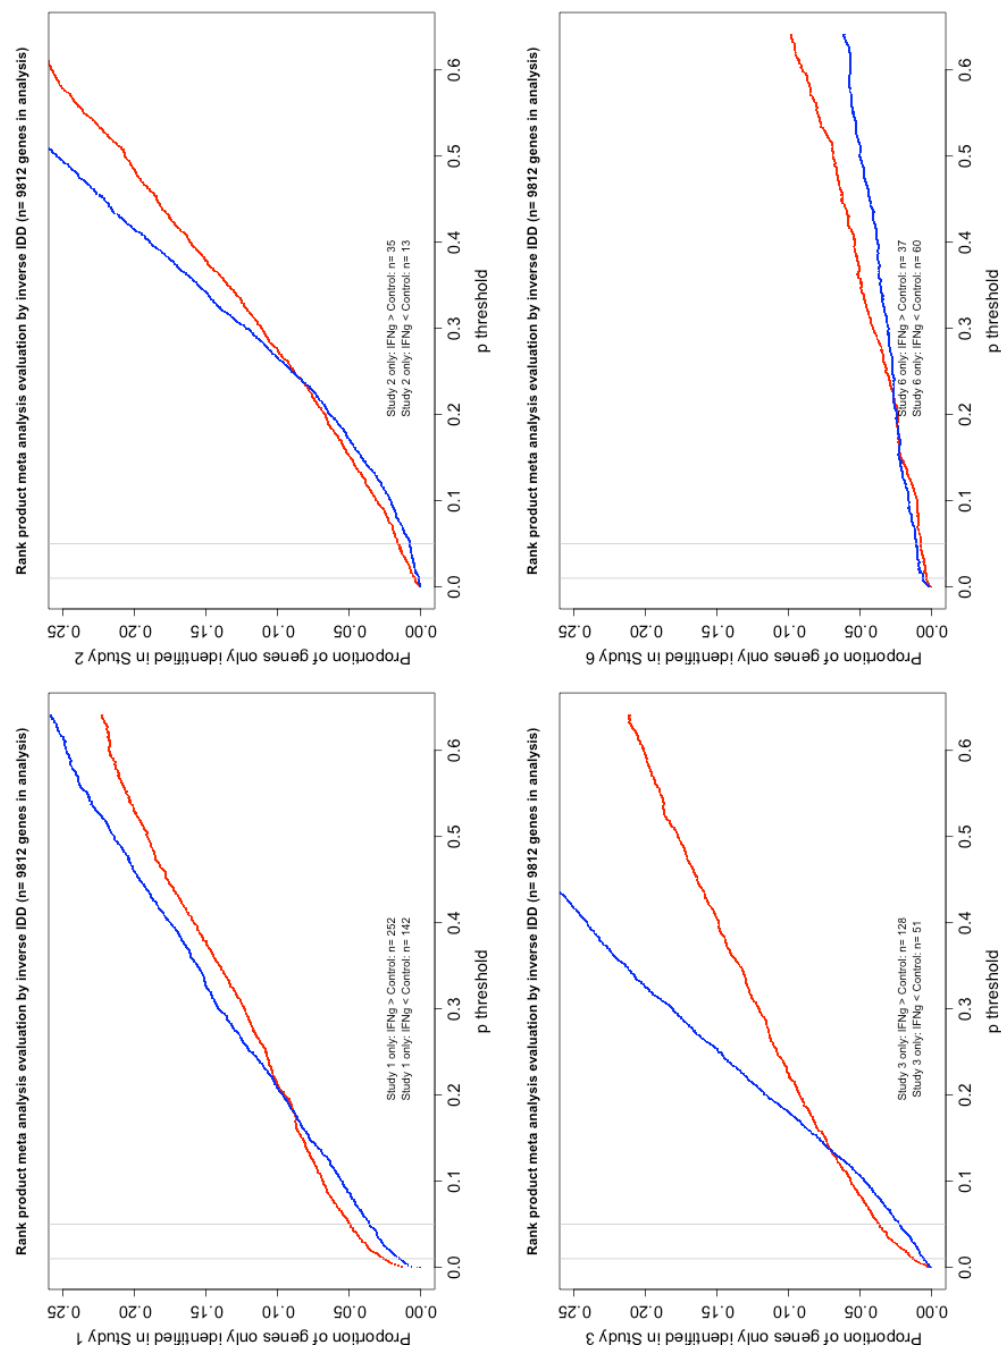 Rank product meta analysis evaluation by inverse IDD (n= 9812 genes in analysis)
Proportion of genes only identified in Study 1
0.00 0.05 0.10 0.15 0.20 0.25
Study 1 only: IFNg > Control: n= 252
Study 1 only: IFNg < Control: n= 142
0.0 0.1 0.2 0.3 0.4 0.5 0.6
p threshold
Rank product meta analysis evaluation by inverse IDD (n= 9812 genes in analysis)
Proportion of genes only identified in Study 2
0.00 0.05 0.10 0.15 0.20 0.25
Study 2 only: IFNg > Control: n= 35
Study 2 only: IFNg < Control: n= 13
0.0 0.1 0.2 0.3 0.4 0.5 0.6
p threshold
Rank product meta analysis evaluation by inverse IDD (n= 9812 genes in analysis)
Proportion of genes only identified in Study 3
0.00 0.05 0.10 0.15 0.20 0.25
Study 3 only: IFNg > Control: n= 128
Study 3 only: IFNg < Control: n= 51
0.0 0.1 0.2 0.3 0.4 0.5 0.6
p threshold
Rank product meta analysis evaluation by inverse IDD (n= 9812 genes in analysis)
Proportion of genes only identified in Study 6
0.00 0.05 0.10 0.15 0.20 0.25
Study 6 only: IFNg > Control: n= 37
Study 6 only: IFNg < Control: n= 60
0.0 0.1 0.2 0.3 0.4 0.5 0.6
p threshold